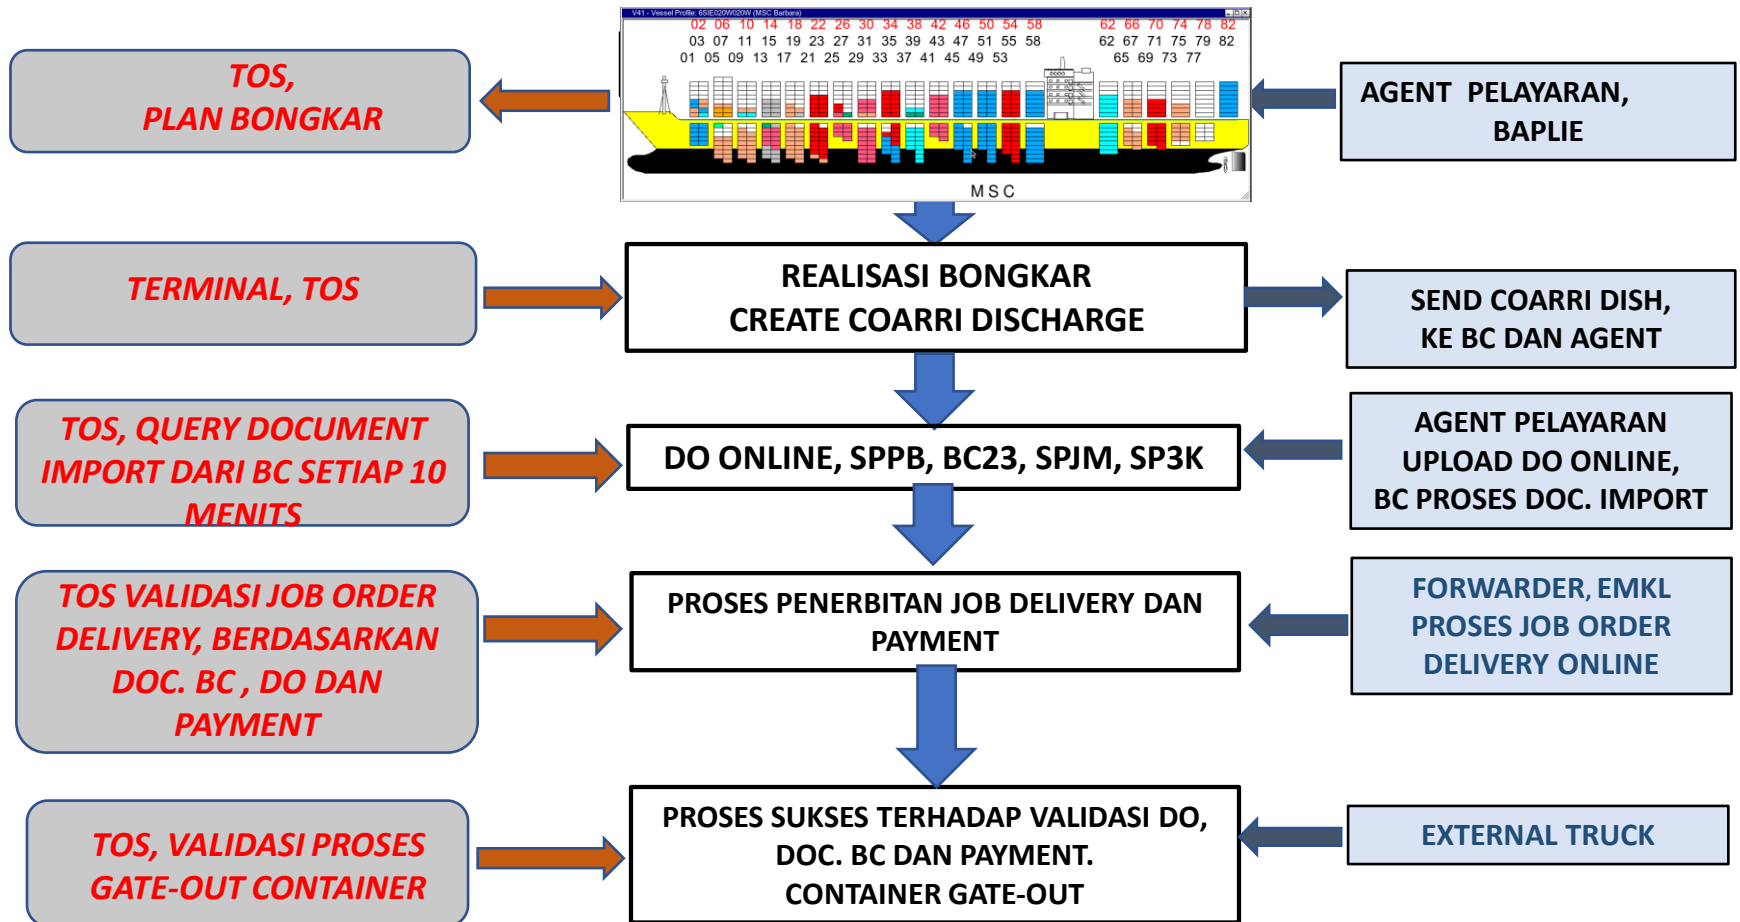 V41 - Vessel Profile: 6SIE020W020W (MSC Barbara)
02 06 10 14 18 22 26 30 34 38 42 46 50 54 58 62 66 70 74 78 82
03 07 11 15 19 23 27 31 35 39 43 47 51 55 58 62 67 71 75 79 82
01 05 09 13 17 21 25 29 33 37 41 45 49 53 65 69 73 77
M S C
TOS,
PLAN BONGKAR
AGENT PELAYARAN,
BAPLIE
TERMINAL, TOS
REALISASI BONGKAR
CREATE COARRI DISCHARGE
SEND COARRI DISH,
KE BC DAN AGENT
TOS, QUERY DOCUMENT
IMPORT DARI BC SETIAP 10
MENITS
DO ONLINE, SPPB, BC23, SPJM, SP3K
AGENT PELAYARAN
UPLOAD DO ONLINE,
BC PROSES DOC. IMPORT
TOS VALIDASI JOB ORDER
DELIVERY, BERDASARKAN
DOC. BC , DO DAN
PAYMENT
PROSES PENERBITAN JOB DELIVERY DAN
PAYMENT
FORWARDER, EMKL
PROSES JOB ORDER
DELIVERY ONLINE
TOS, VALIDASI PROSES
GATE-OUT CONTAINER
PROSES SUKSES TERHADAP VALIDASI DO,
DOC. BC DAN PAYMENT.
CONTAINER GATE-OUT
EXTERNAL TRUCK